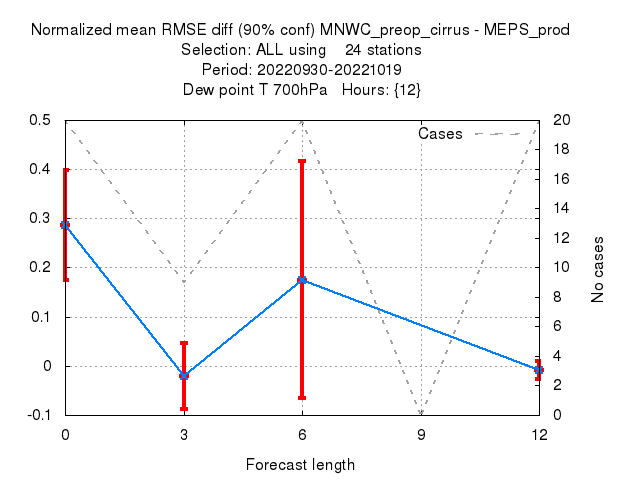 Normalized mean RMSE diff (90% conf) MNWC_preop_cirrus - MEPS_prod
Selection: ALL using 24 stations
Period: 20220930-20221019
Dew point T 700hPa Hours: {12}
Cases
0.5
0.4
0.3
0.2
0.1
0
-0.1
20
18
16
14
12
10
8
6
4
2
0
No cases
0 3 6 9 12
Forecast length